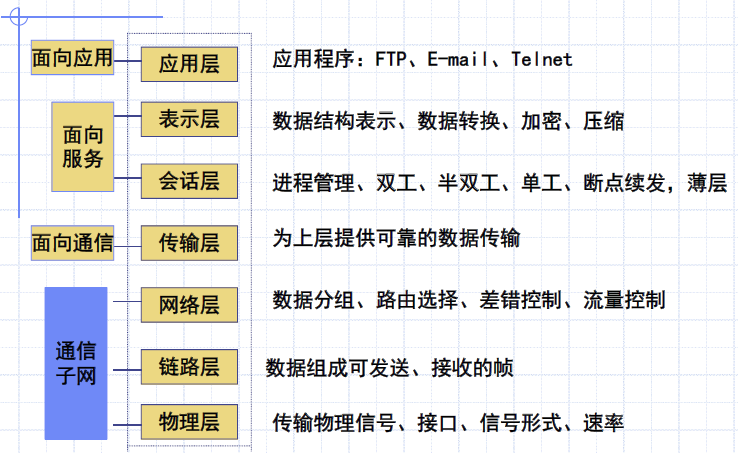 面向应用
应用层
应用程序：FTP、E-mail、Telnet
面向
服务
表示层
数据结构表示、数据转换、加密、压缩
会话层
进程管理、双工、半双工、单工、断点续发，薄层
面向通信
传输层
为上层提供可靠的数据传输
通信
子网
网络层
数据分组、路由选择、差错控制、流量控制
链路层
数据组成可发送、接收的帧
物理层
传输物理信号、接口、信号形式、速率